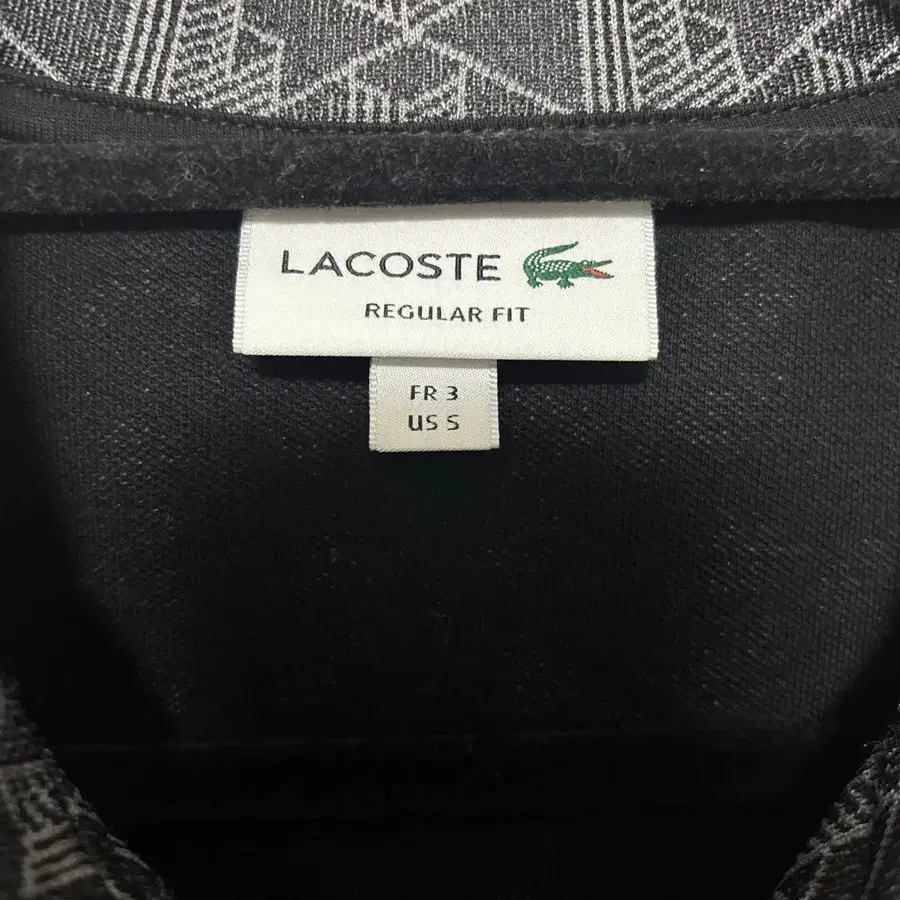 LACOSTE
REGULAR FIT
FR 3
US S